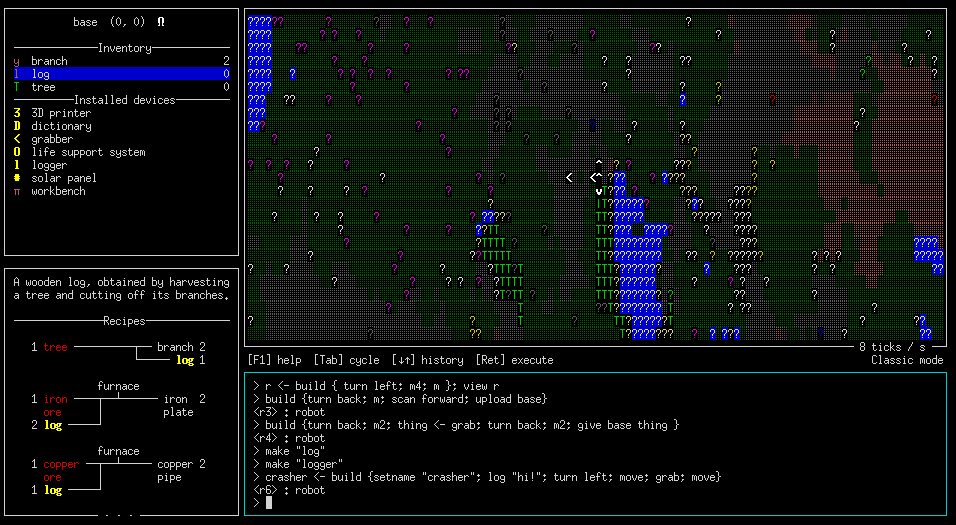 base (0, 0) Ω
Inventory
y branch 2
l log 0
T tree 0
Installed devices
3 3D printer
D dictionary
< grabber
O life support system
l logger
# solar panel
π workbench
A wooden log, obtained by harvesting
a tree and cutting off its branches.
Recipes
1 tree branch 2
log 1
furnace
1 iron iron 2
ore plate
2 log
furnace
1 copper copper 2
ore pipe
1 log
8 ticks / s
[F1] help [Tab] cycle [↓↑] history [Ret] execute Classic mode
> r <- build { turn left; m4; m }; view r
> build {turn back; m; scan forward; upload base}
<r3> : robot
> build {turn back; m2; thing <- grab; turn back; m2; give base thing }
<r4> : robot
> make "log"
> make "logger"
> crasher <- build {setname "crasher"; log "hi!"; turn left; move; grab; move}
<r6> : robot
>